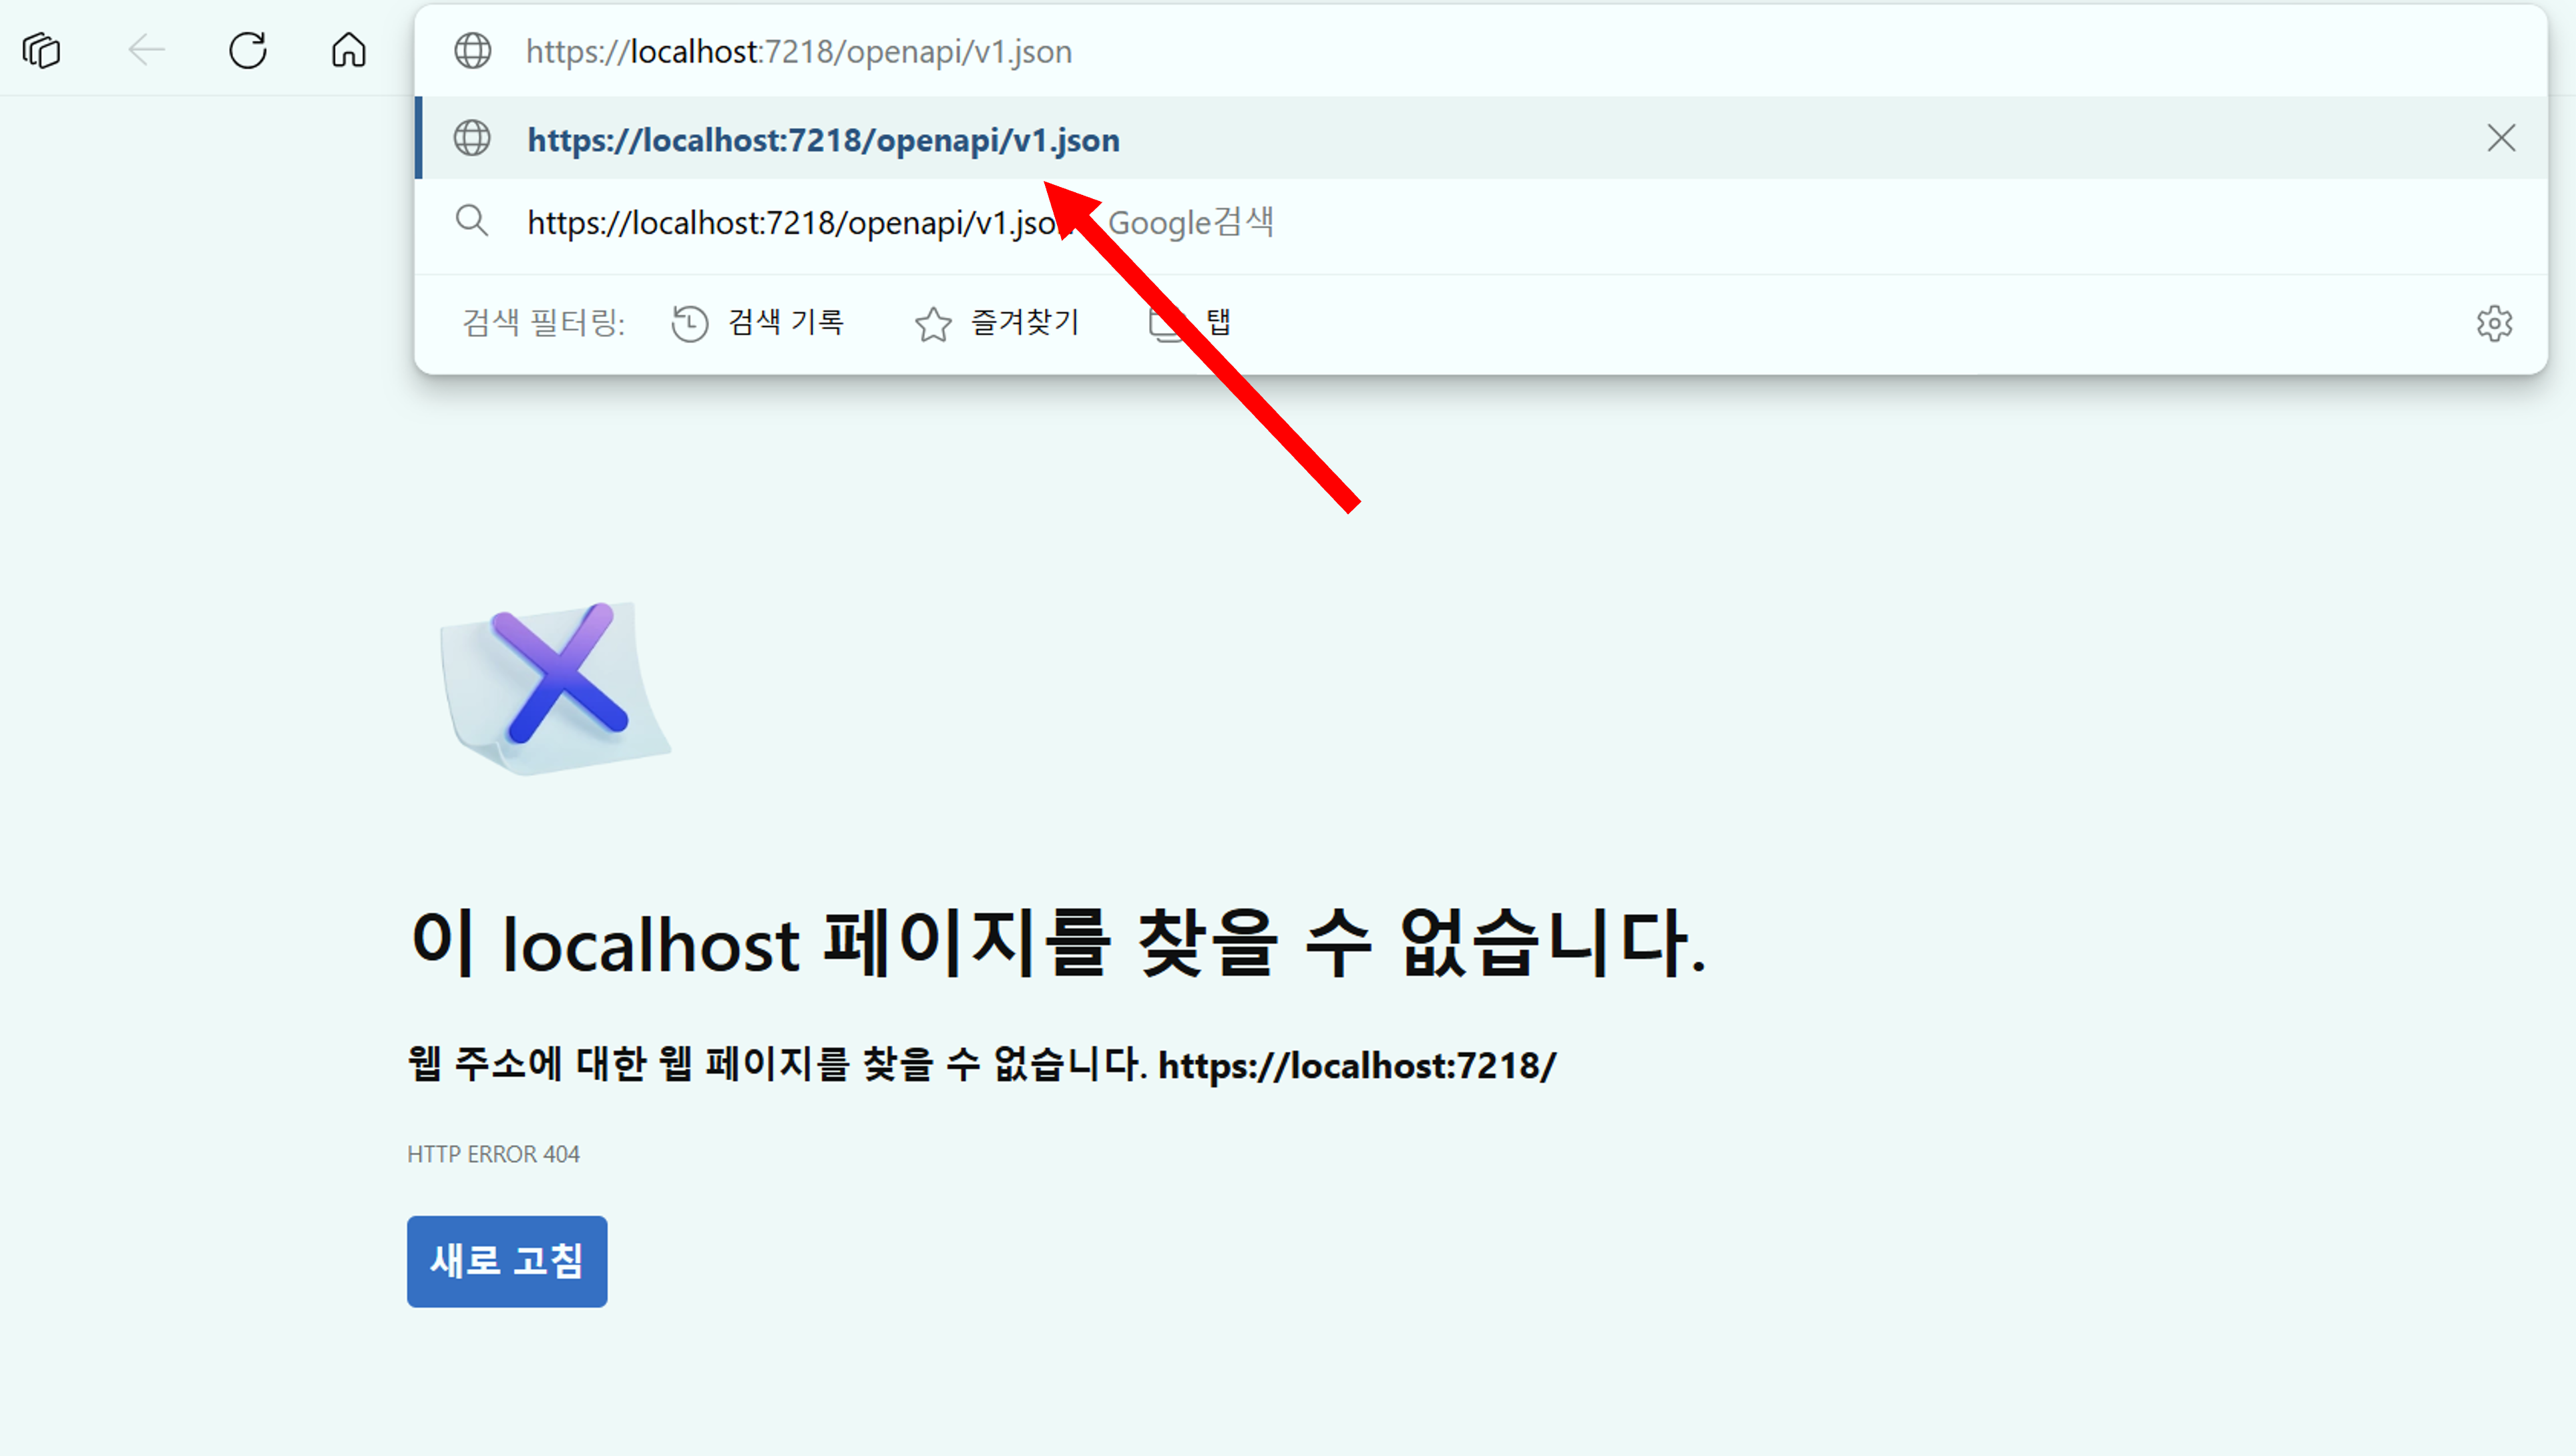 https://localhost:7218/openapi/v1.json
https://localhost:7218/openapi/v1.json
https://localhost:7218/openapi/v1.json Google검색
검색 필터링: 검색 기록 즐겨찾기 탭
이 localhost 페이지를 찾을 수 없습니다.
웹 주소에 대한 웹 페이지를 찾을 수 없습니다. https://localhost:7218/
HTTP ERROR 404
새로 고침